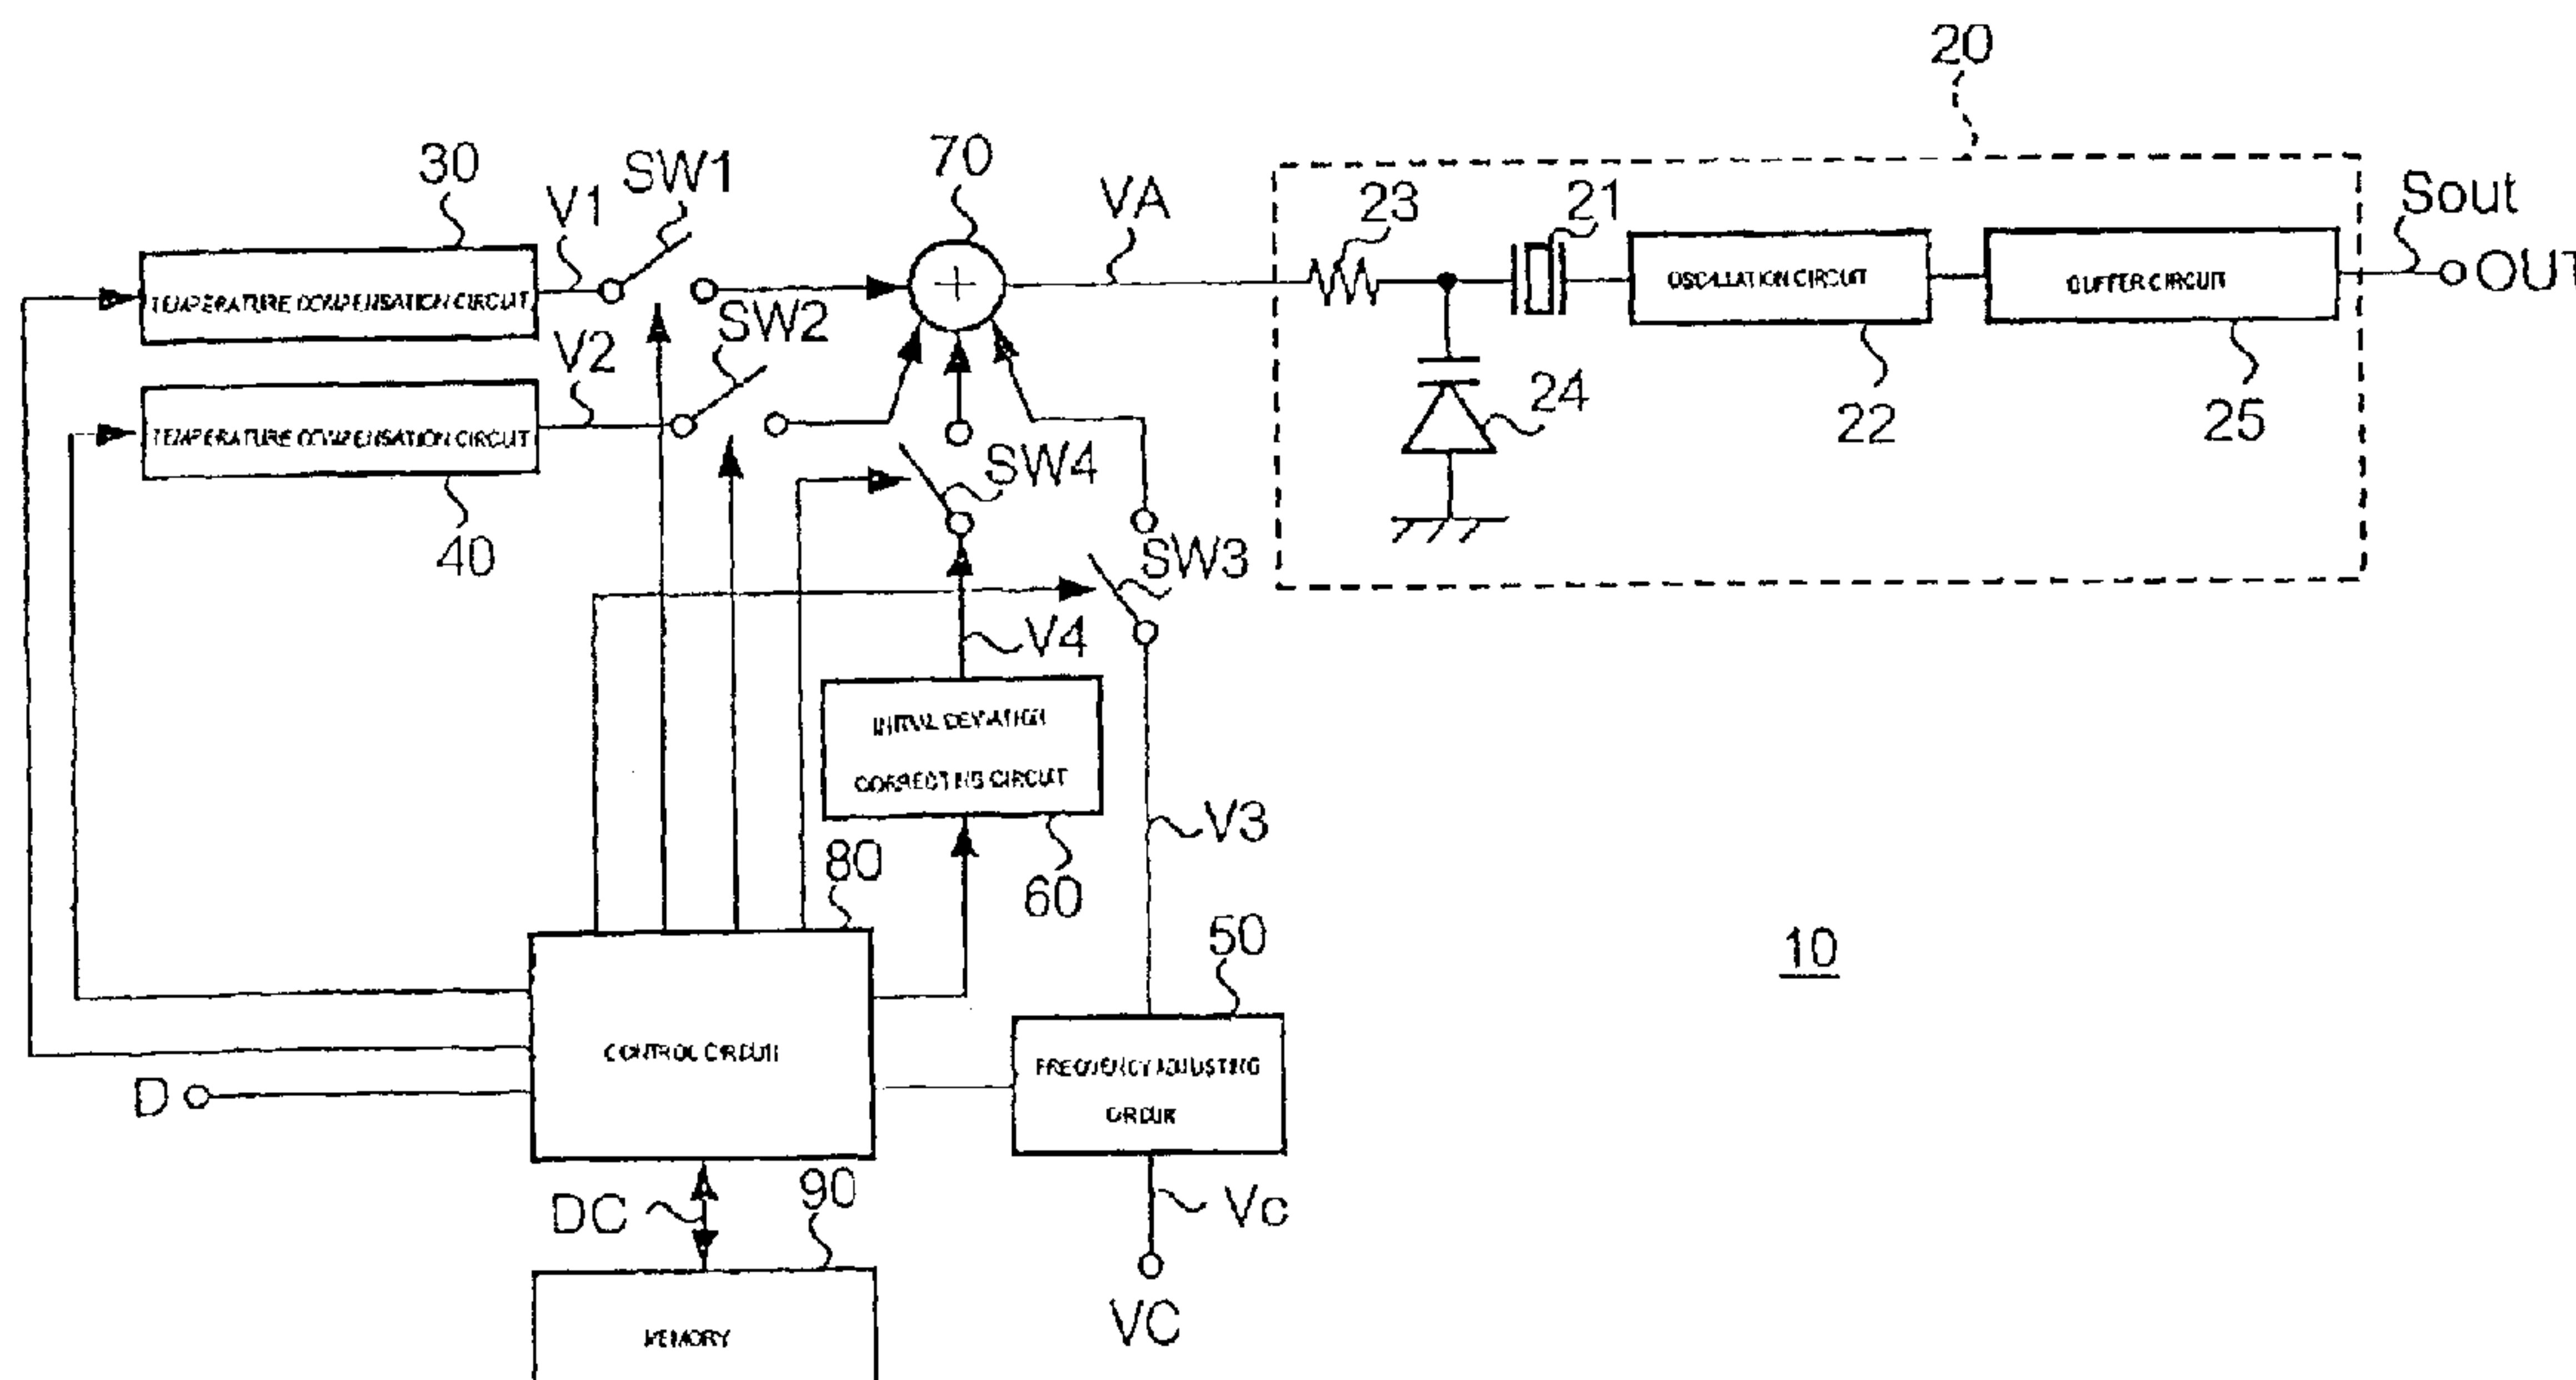 20
30
SW1
70
V1
VA
23
21
Sout
TEMPERATURE COMPENSATION CIRCUIT
OSCILLATION CIRCUIT
BUFFER CIRCUIT
OUT
SW2
V2
TEMPERATURE COMPENSATION CIRCUIT
24
22
25
SW4
40
SW3
V4
INITIAL DEVIATION
CORRECTING CIRCUIT
V3
80
60
50
10
CONTROL CIRCUIT
FREQUENCY ADJUSTING
CIRCUIT
D
DC
90
Vc
VC
MEMORY